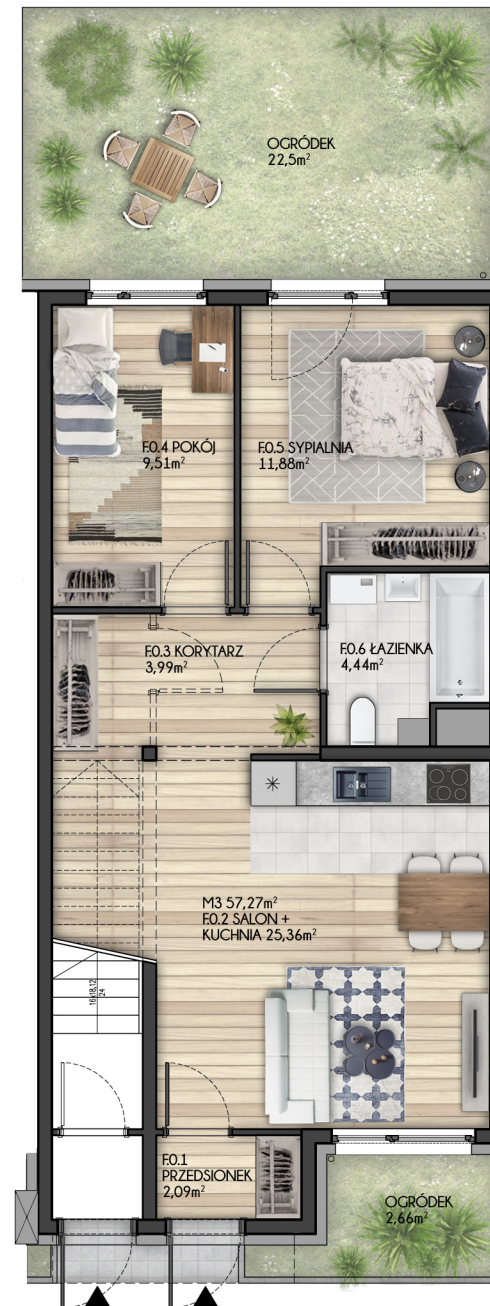 OGRÓDEK
22,5m²
F.0.4 POKÓJ
9,51m²
F.0.5 SYPIALNIA
11,88m²
F.0.3 KORYTARZ
3,99m²
F.0.6 ŁAZIENKA
4,44m²
M3 57,27m²
F.0.2 SALON +
KUCHNIA 25,36m²
24
F.0.1
PRZEDSIONEK
2,09m²
OGRÓDEK
2,66m²